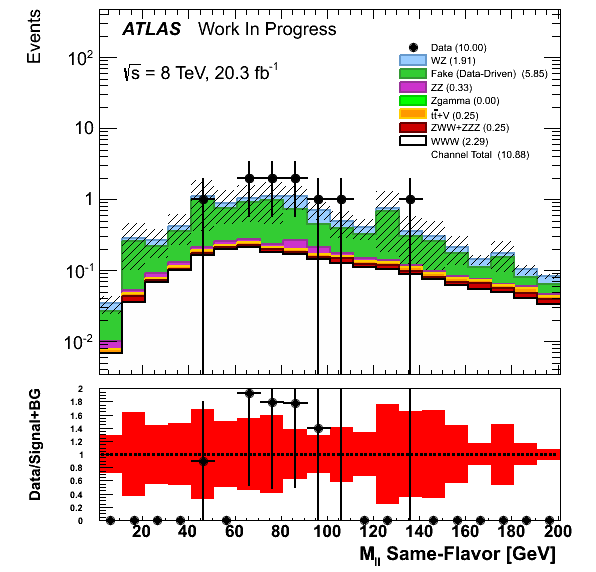 Events
ATLAS Work In Progress
√s = 8 TeV, 20.3 fb⁻¹
Data (10.00)
WZ (1.91)
Fake (Data-Driven) (5.85)
ZZ (0.33)
Zgamma (0.00)
tt̄+V (0.25)
ZWW+ZZZ (0.25)
WWW (2.29)
Channel Total (10.88)
10²
10
1
10⁻¹
10⁻²
Data/Signal+BG
2
1.8
1.6
1.4
1.2
1
0.8
0.6
0.4
0.2
0
20 40 60 80 100 120 140 160 180 200
M_ll Same-Flavor [GeV]